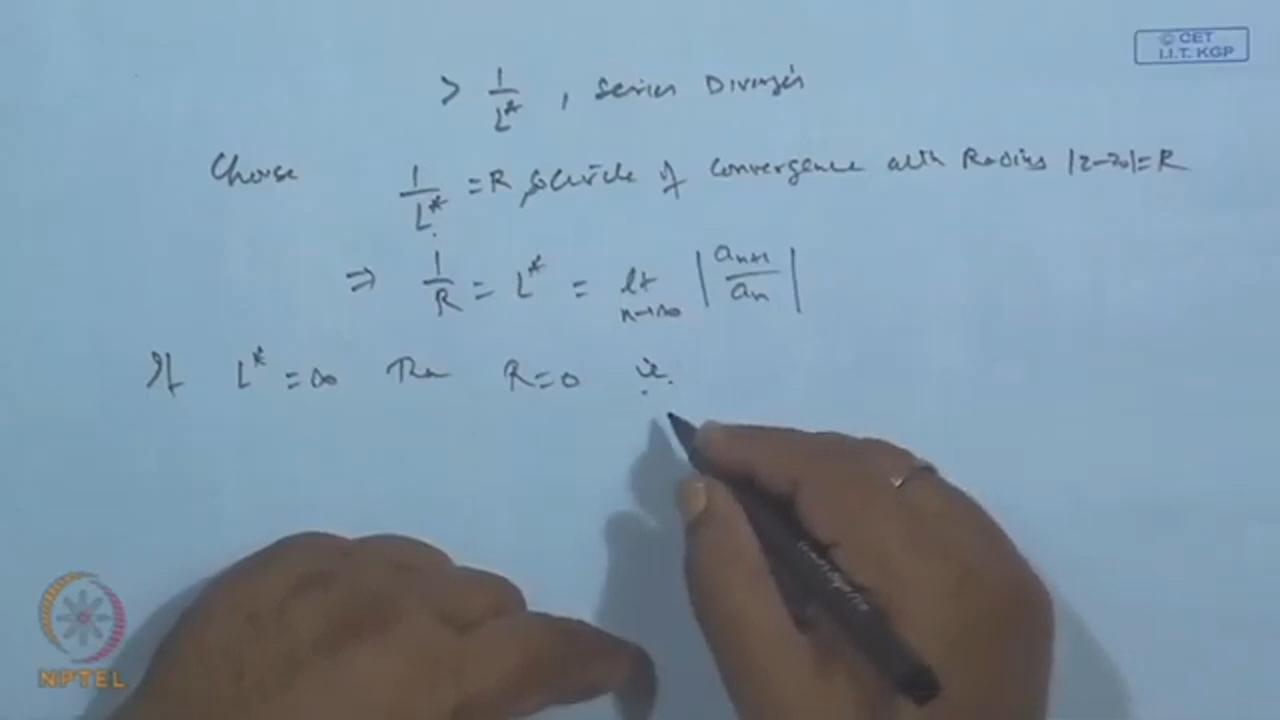 © CET
I.I.T. KGP
> 1/L* , Series Diverges
Choose 1/L* = R, circle of convergence with Radius |z-z0|=R
⇒ 1/R = L* = lt n→∞ |an+1/an|
If L* = ∞ Then R=0 i.e.
NPTEL